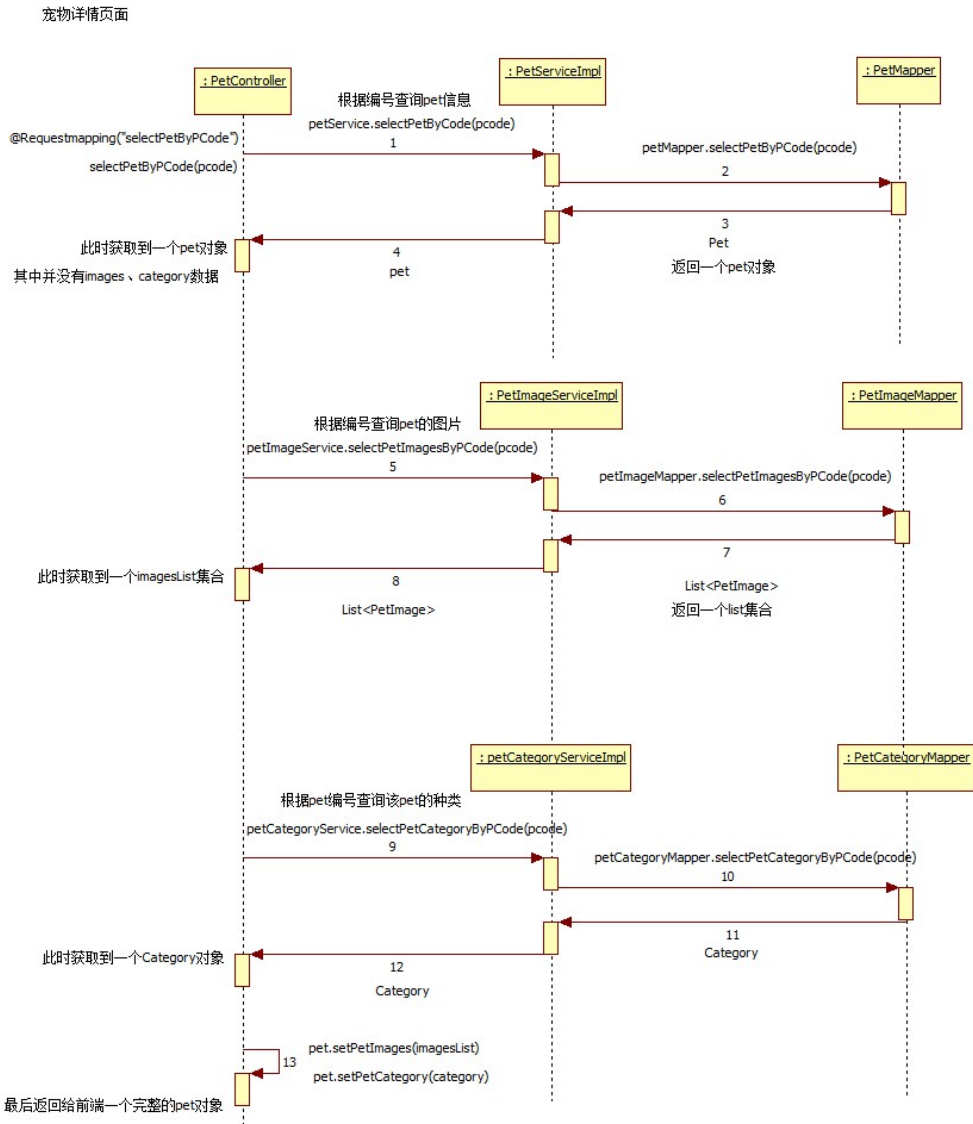 宠物详情页面
: PetController
: PetServiceImpl
: PetMapper
根据编号查询pet信息
petService.selectPetByCode(pcode)
@Requestmapping("selectPetByPCode")
1
petMapper.selectPetByPCode(pcode)
selectPetByPCode(pcode)
2
3
此时获取到一个pet对象
4
Pet
其中并没有images、category数据
pet
返回一个pet对象
: PetImageServiceImpl
: PetImageMapper
根据编号查询pet的图片
petImageService.selectPetImagesByPCode(pcode)
5
petImageMapper.selectPetImagesByPCode(pcode)
6
7
此时获取到一个imagesList集合
8
List<PetImage>
List<PetImage>
返回一个list集合
: petCategoryServiceImpl
: PetCategoryMapper
根据pet编号查询该pet的种类
petCategoryService.selectPetCategoryByPCode(pcode)
9
petCategoryMapper.selectPetCategoryByPCode(pcode)
10
11
此时获取到一个Category对象
Category
12
Category
pet.setPetImages(imagesList)
13
pet.setPetCategory(category)
最后返回给前端一个完整的pet对象